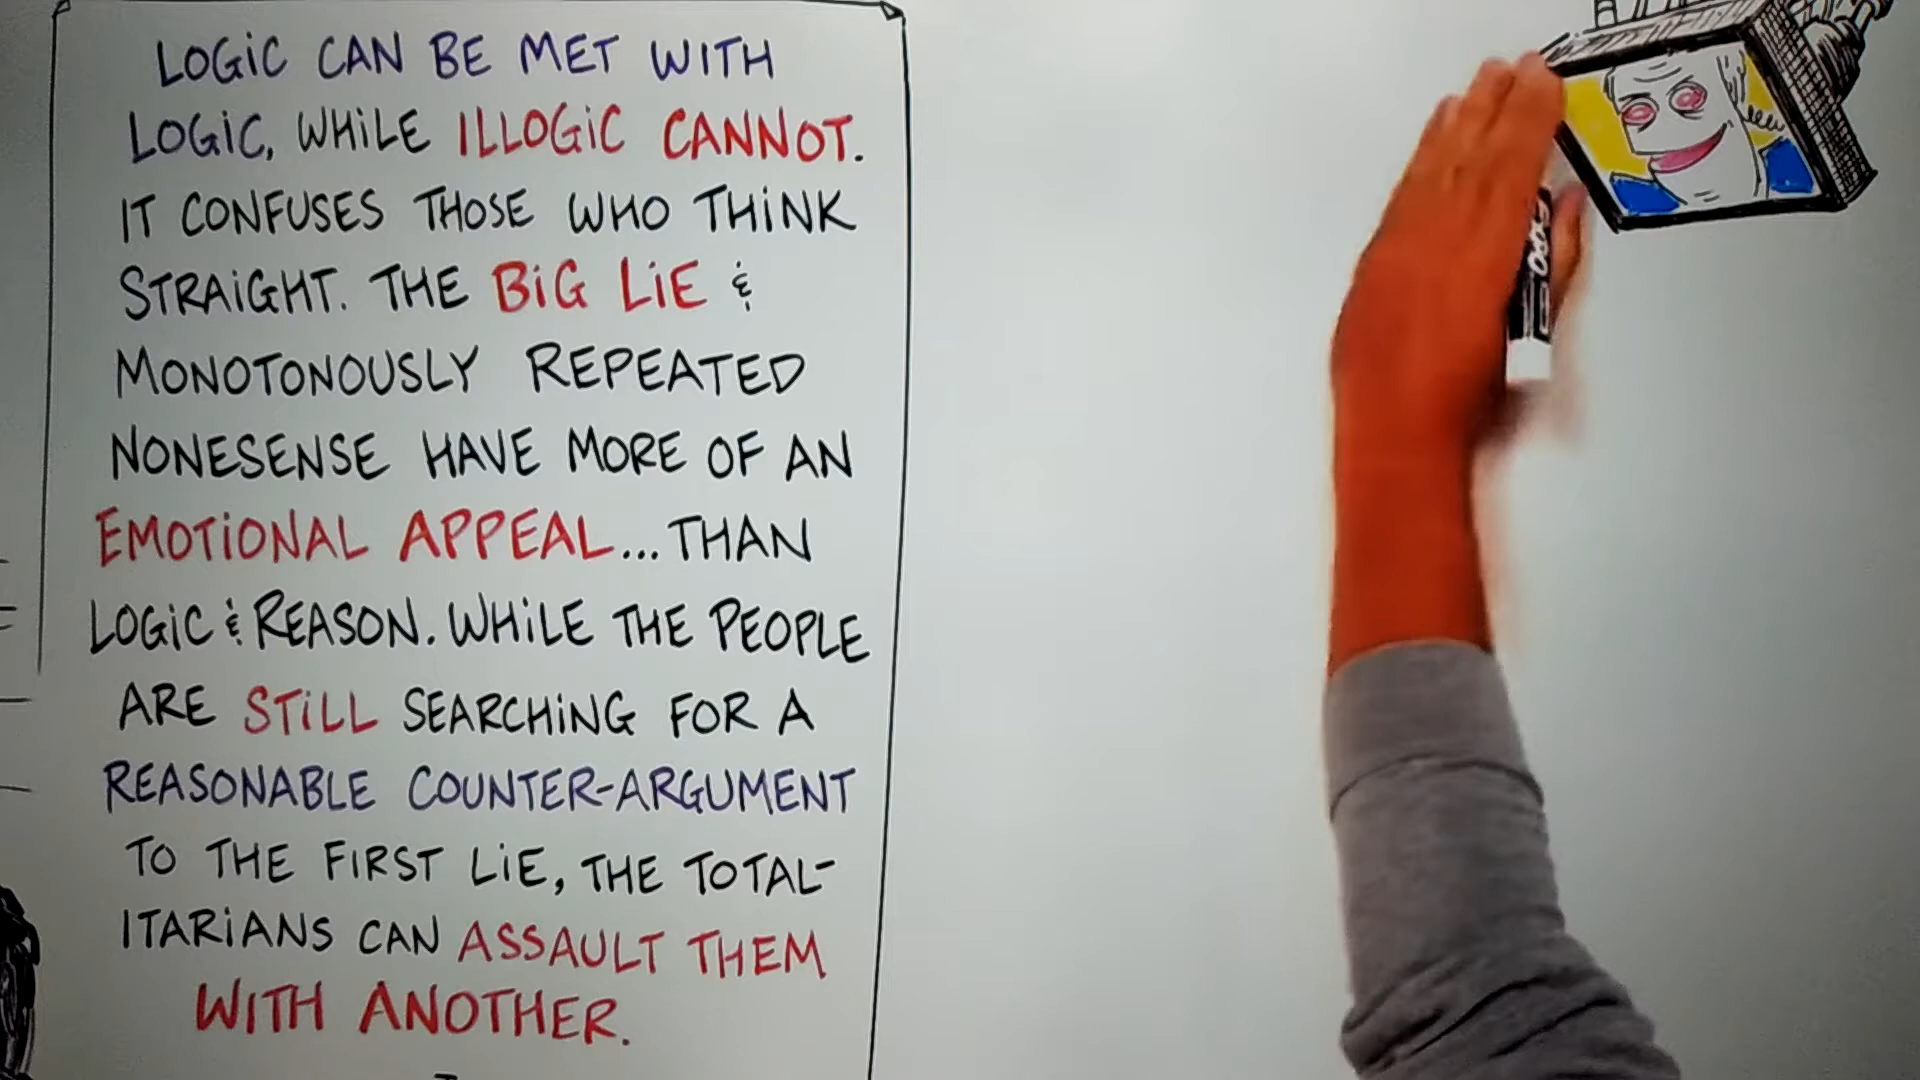 LOGIC CAN BE MET WITH
LOGIC, WHILE ILLOGIC CANNOT.
IT CONFUSES THOSE WHO THINK
STRAIGHT. THE BIG LIE &
MONOTONOUSLY REPEATED
NONESENSE HAVE MORE OF AN
EMOTIONAL APPEAL... THAN
LOGIC & REASON. WHILE THE PEOPLE
ARE STILL SEARCHING FOR A
REASONABLE COUNTER-ARGUMENT
TO THE FIRST LIE, THE TOTAL-
ITARIANS CAN ASSAULT THEM
WITH ANOTHER.
EXPO